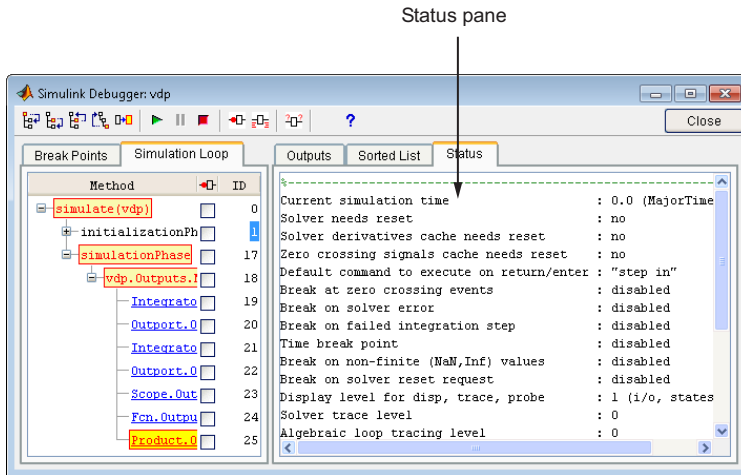 Status pane
Simulink Debugger: vdp
Close
Break Points Simulation Loop
Method ID
simulate(vdp) 0
initializationPh 1
simulationPhase 17
vdp.Outputs. 18
Integrato 19
Outport.O 20
Integrato 21
Outport.O 22
Scope.Out 23
Fcn.Outpu 24
Product.O 25
Outputs Sorted List Status
%----------------------------------------------------------------
Current simulation time : 0.0 (MajorTime
Solver needs reset : no
Solver derivatives cache needs reset : no
Zero crossing signals cache needs reset : no
Default command to execute on return/enter : "step in"
Break at zero crossing events : disabled
Break on solver error : disabled
Break on failed integration step : disabled
Time break point : disabled
Break on non-finite (NaN,Inf) values : disabled
Break on solver reset request : disabled
Display level for disp, trace, probe : 1 (i/o, states
Solver trace level : 0
Algebraic loop tracing level : 0